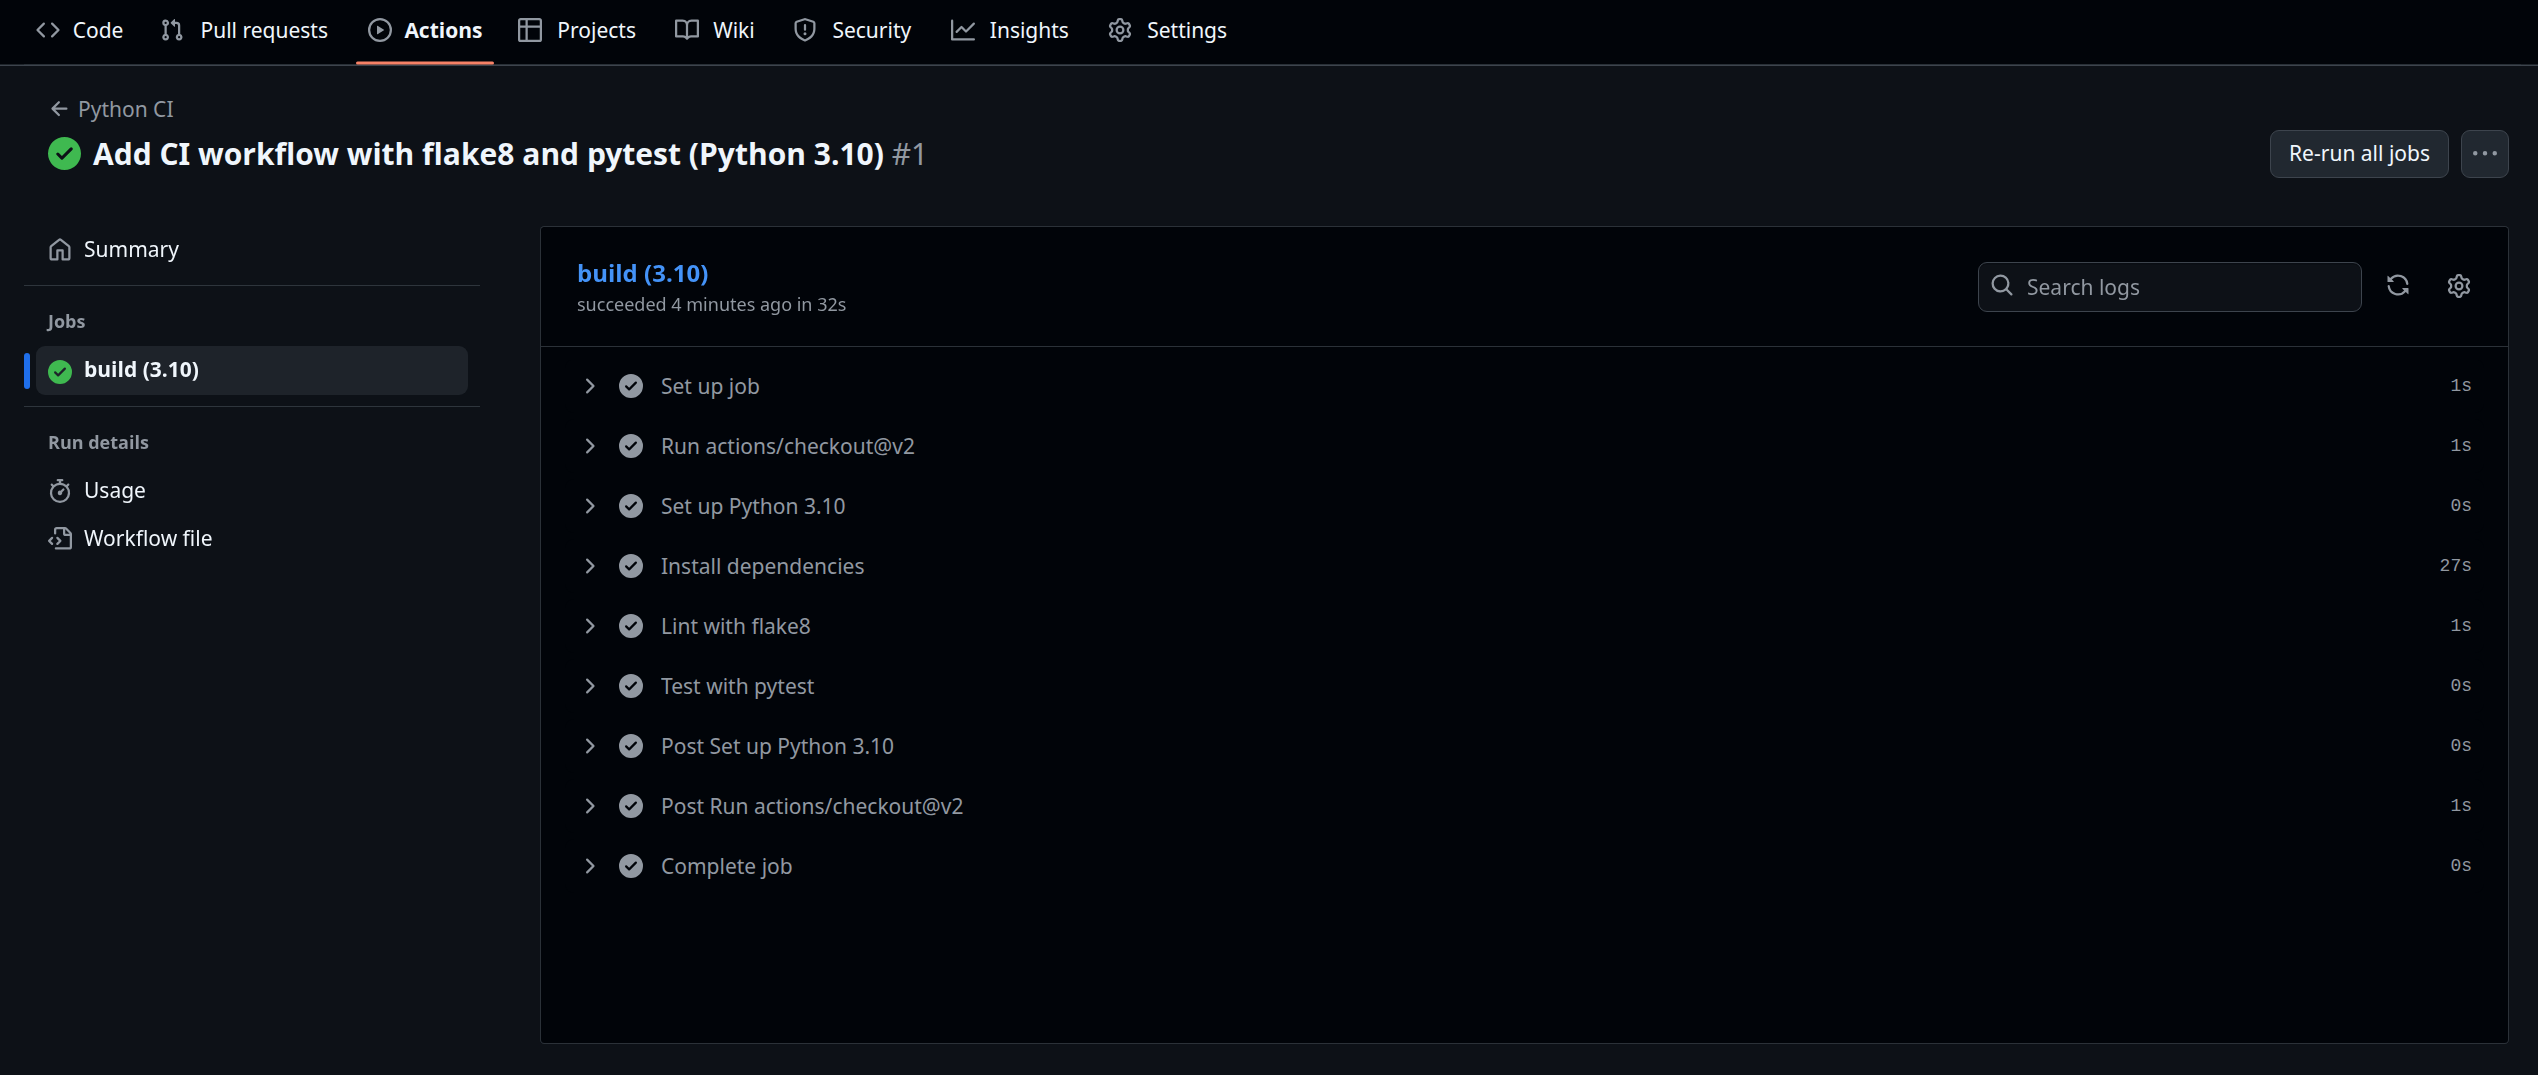 Code Pull requests Actions Projects Wiki Security Insights Settings
Python CI
Add CI workflow with flake8 and pytest (Python 3.10) #1
Re-run all jobs
Summary
Jobs
build (3.10)
Run details
Usage
Workflow file
build (3.10)
succeeded 4 minutes ago in 32s
Search logs
Set up job 1s
Run actions/checkout@v2 1s
Set up Python 3.10 0s
Install dependencies 27s
Lint with flake8 1s
Test with pytest 0s
Post Set up Python 3.10 0s
Post Run actions/checkout@v2 1s
Complete job 0s